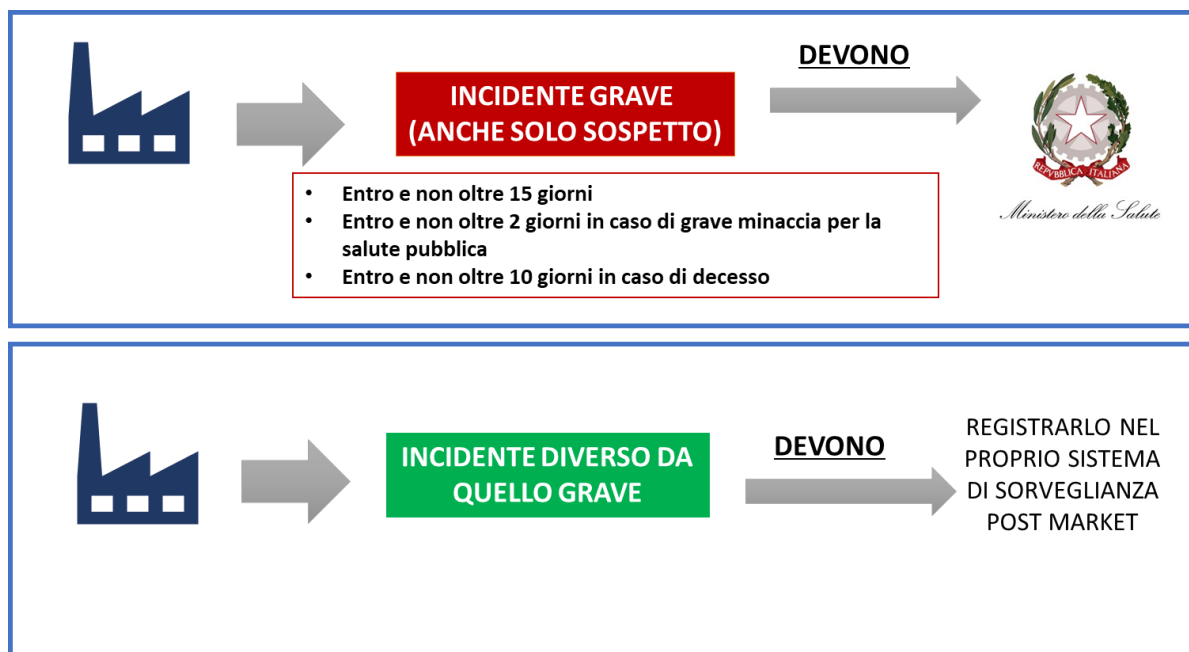 DEVONO
INCIDENTE GRAVE
(ANCHE SOLO SOSPETTO)
REPVBBLICA ITALIANA
Ministero della Salute
• Entro e non oltre 15 giorni
• Entro e non oltre 2 giorni in caso di grave minaccia per la
salute pubblica
• Entro e non oltre 10 giorni in caso di decesso
INCIDENTE DIVERSO DA
QUELLO GRAVE
DEVONO
REGISTRARLO NEL
PROPRIO SISTEMA
DI SORVEGLIANZA
POST MARKET